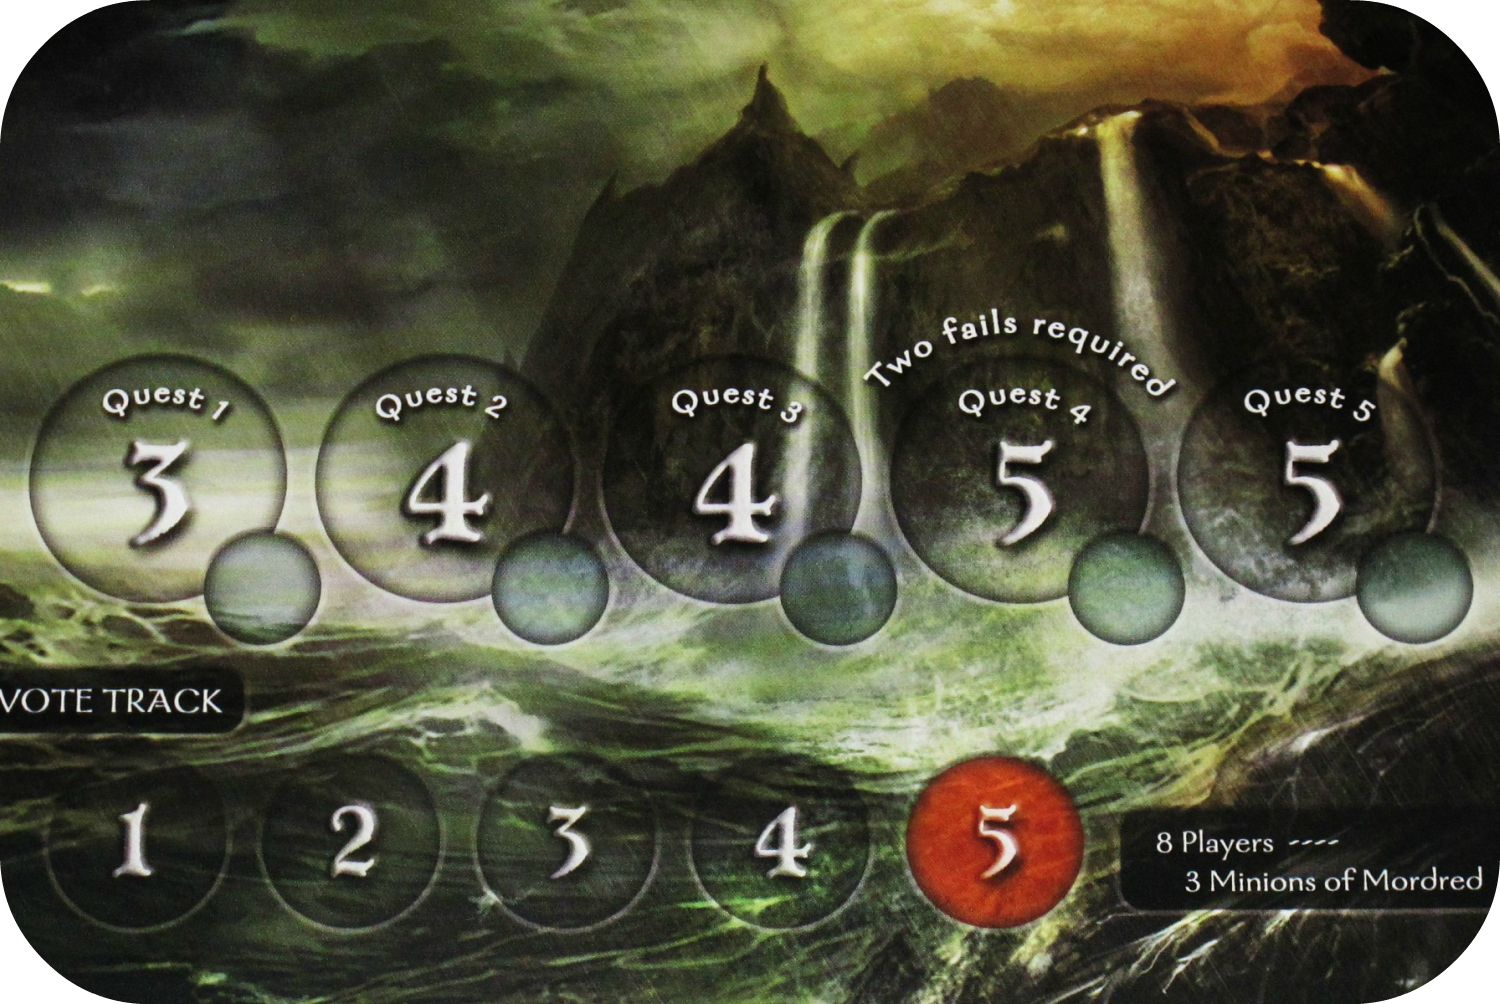 Two fails required
Quest 1
Quest 2
Quest 3
Quest 4
Quest 5
3
4
4
5
5
VOTE TRACK
1
2
3
4
5
8 Players ----
3 Minions of Mordred